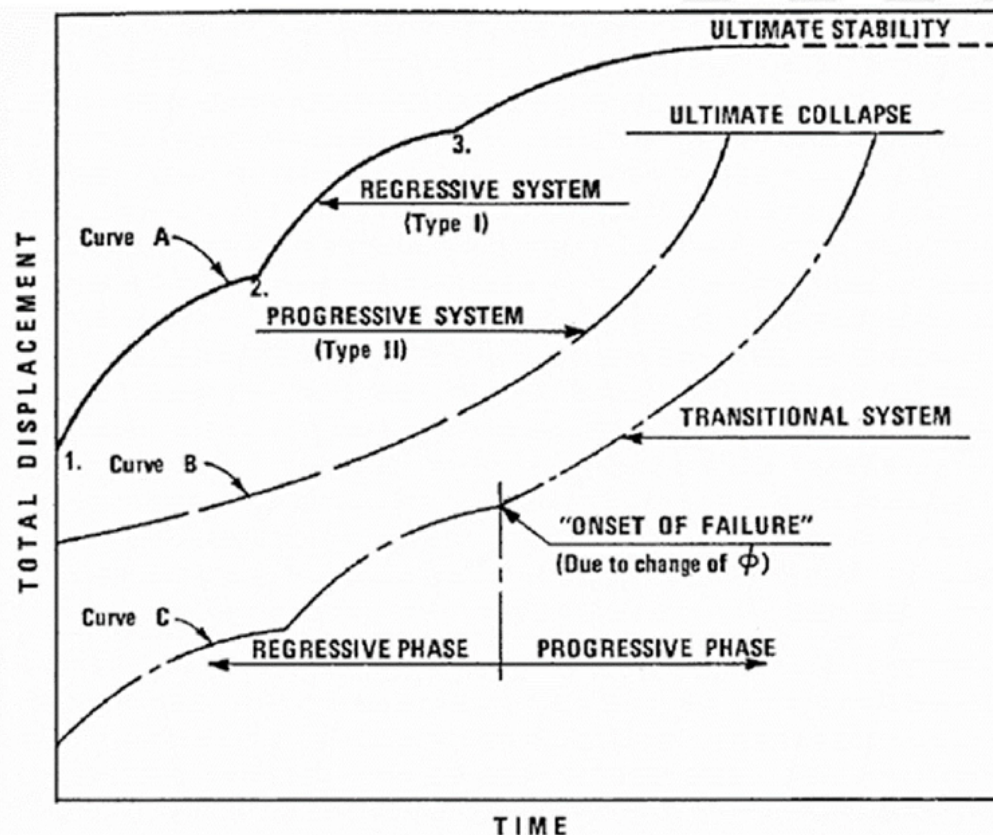 ULTIMATE STABILITY
ULTIMATE COLLAPSE
3.
REGRESSIVE SYSTEM
(Type I)
Curve A
2.
PROGRESSIVE SYSTEM
(Type II)
TRANSITIONAL SYSTEM
1.
Curve B
"ONSET OF FAILURE"
(Due to change of ϕ)
Curve C
REGRESSIVE PHASE
PROGRESSIVE PHASE
TOTAL DISPLACEMENT
TIME